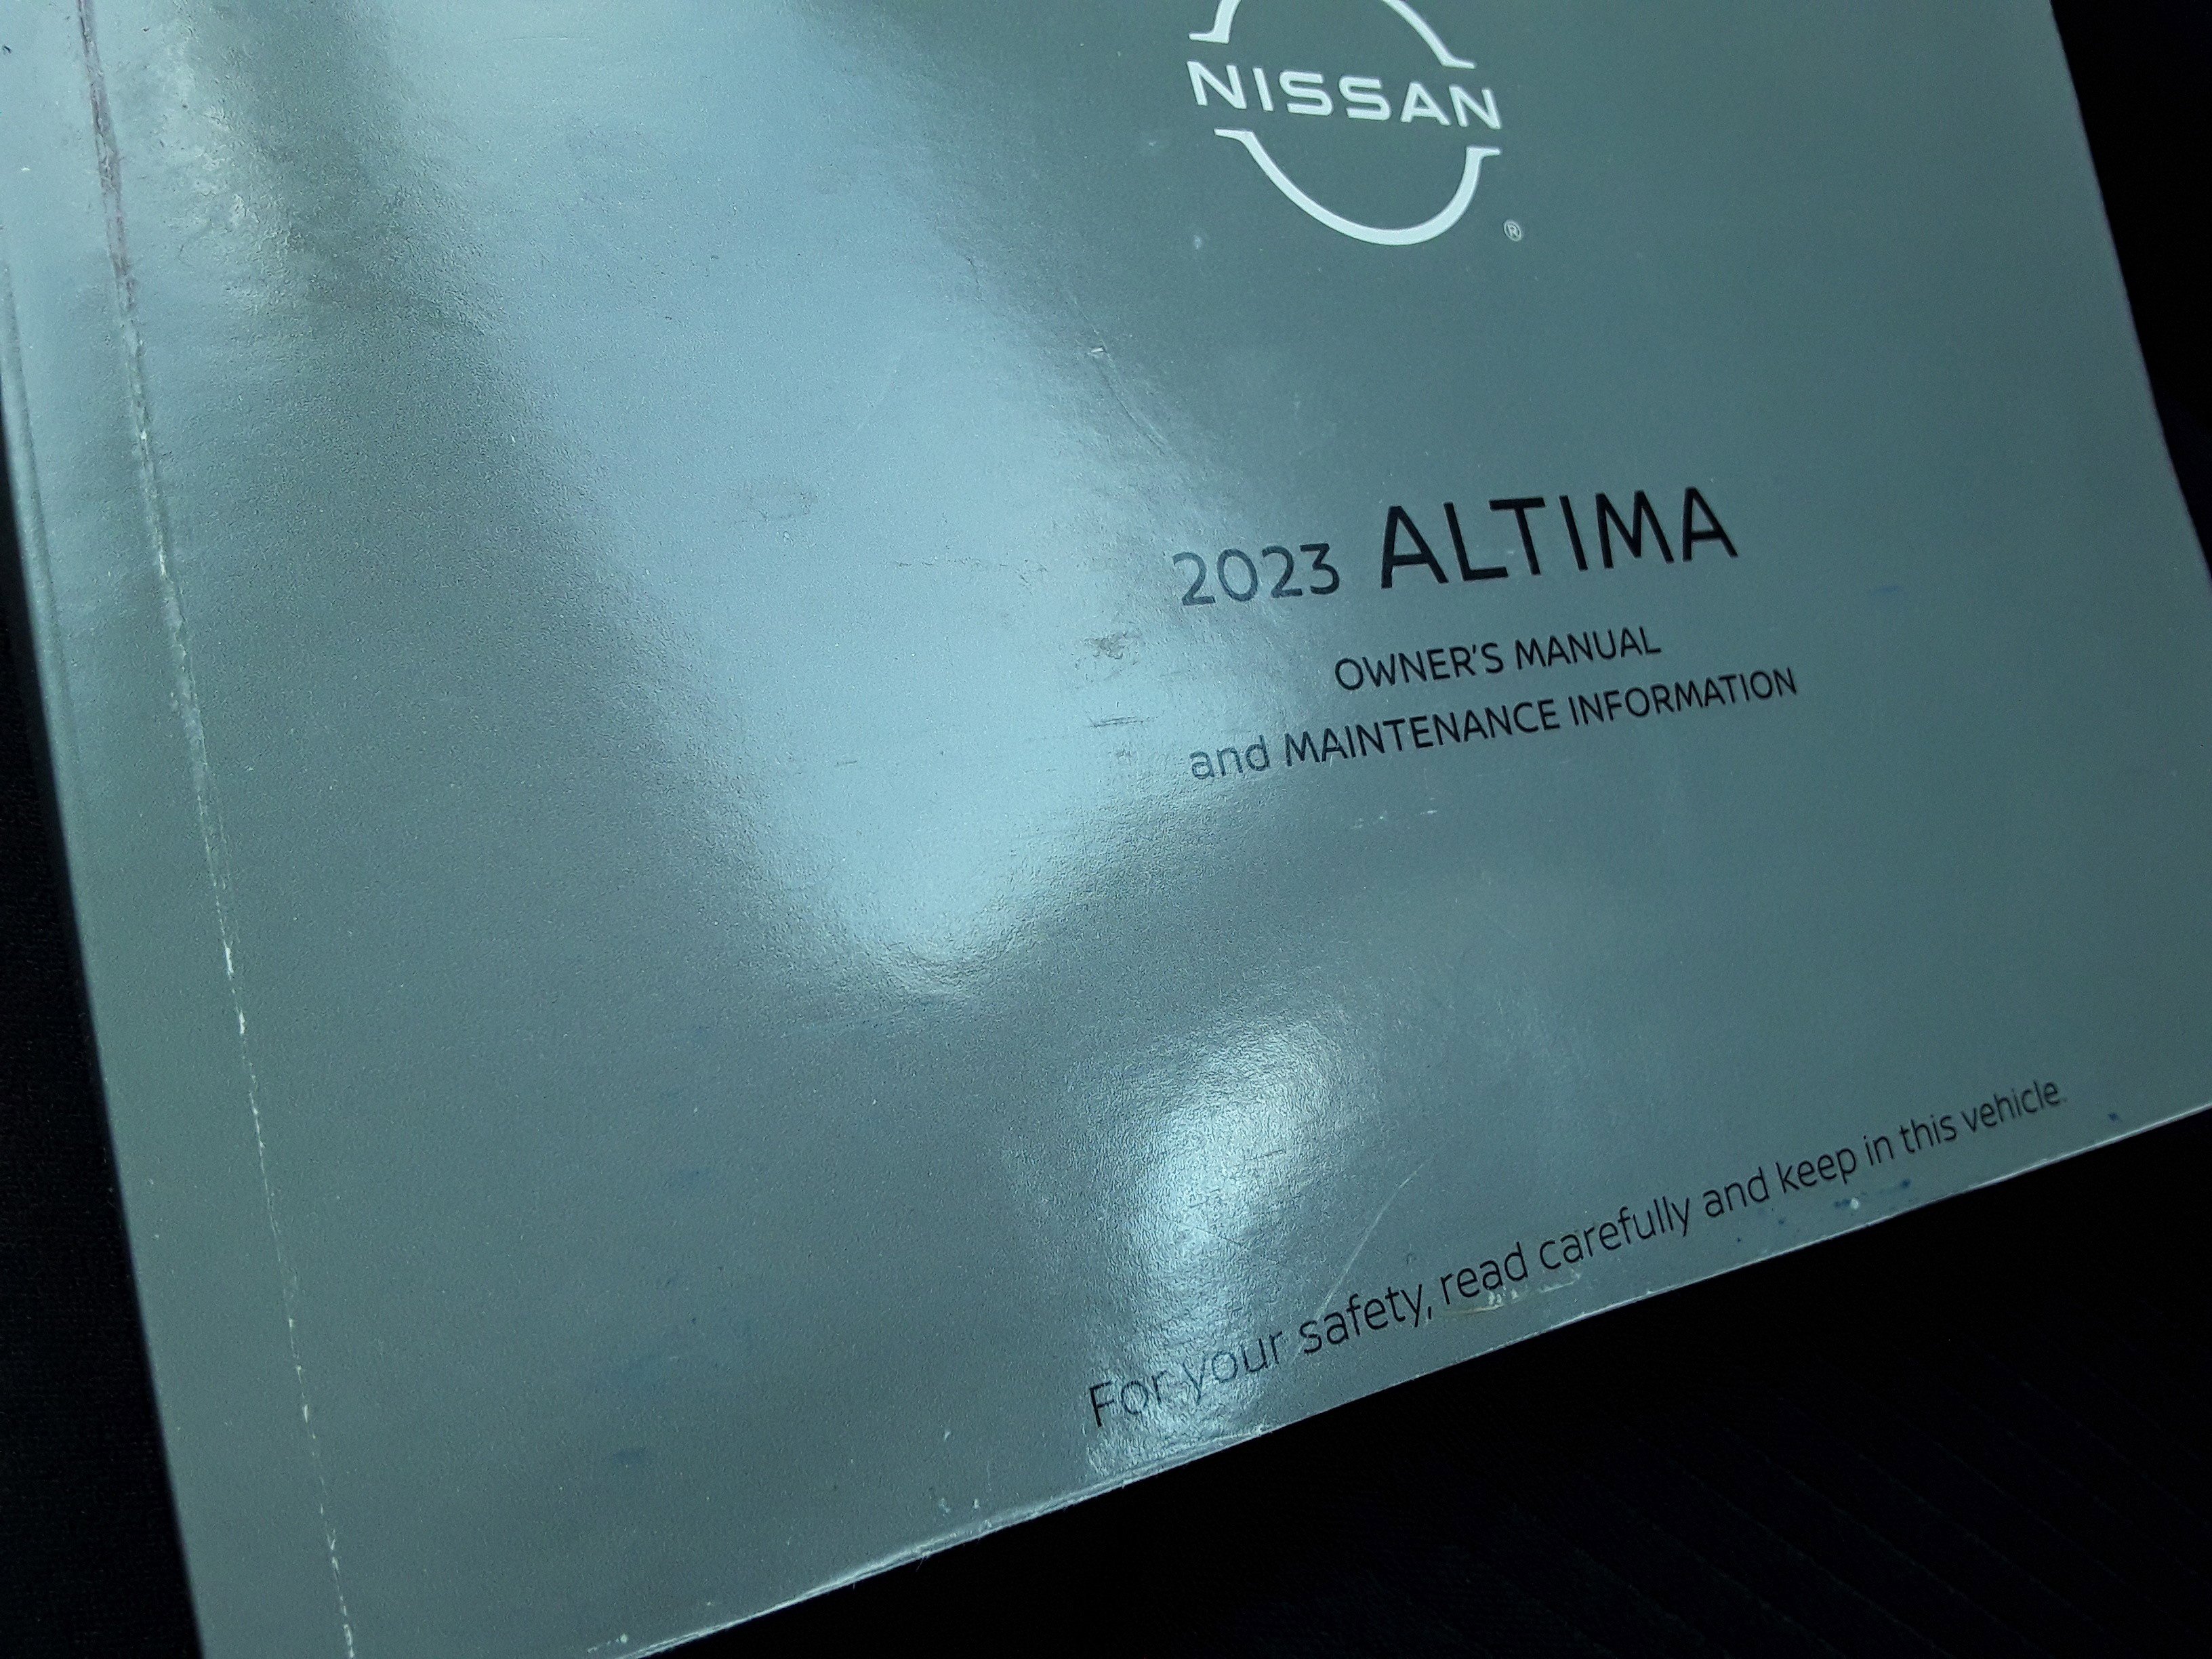 NISSAN
®
2023 ALTIMA
OWNER'S MANUAL
and MAINTENANCE INFORMATION
For your safety, read carefully and keep in this vehicle.